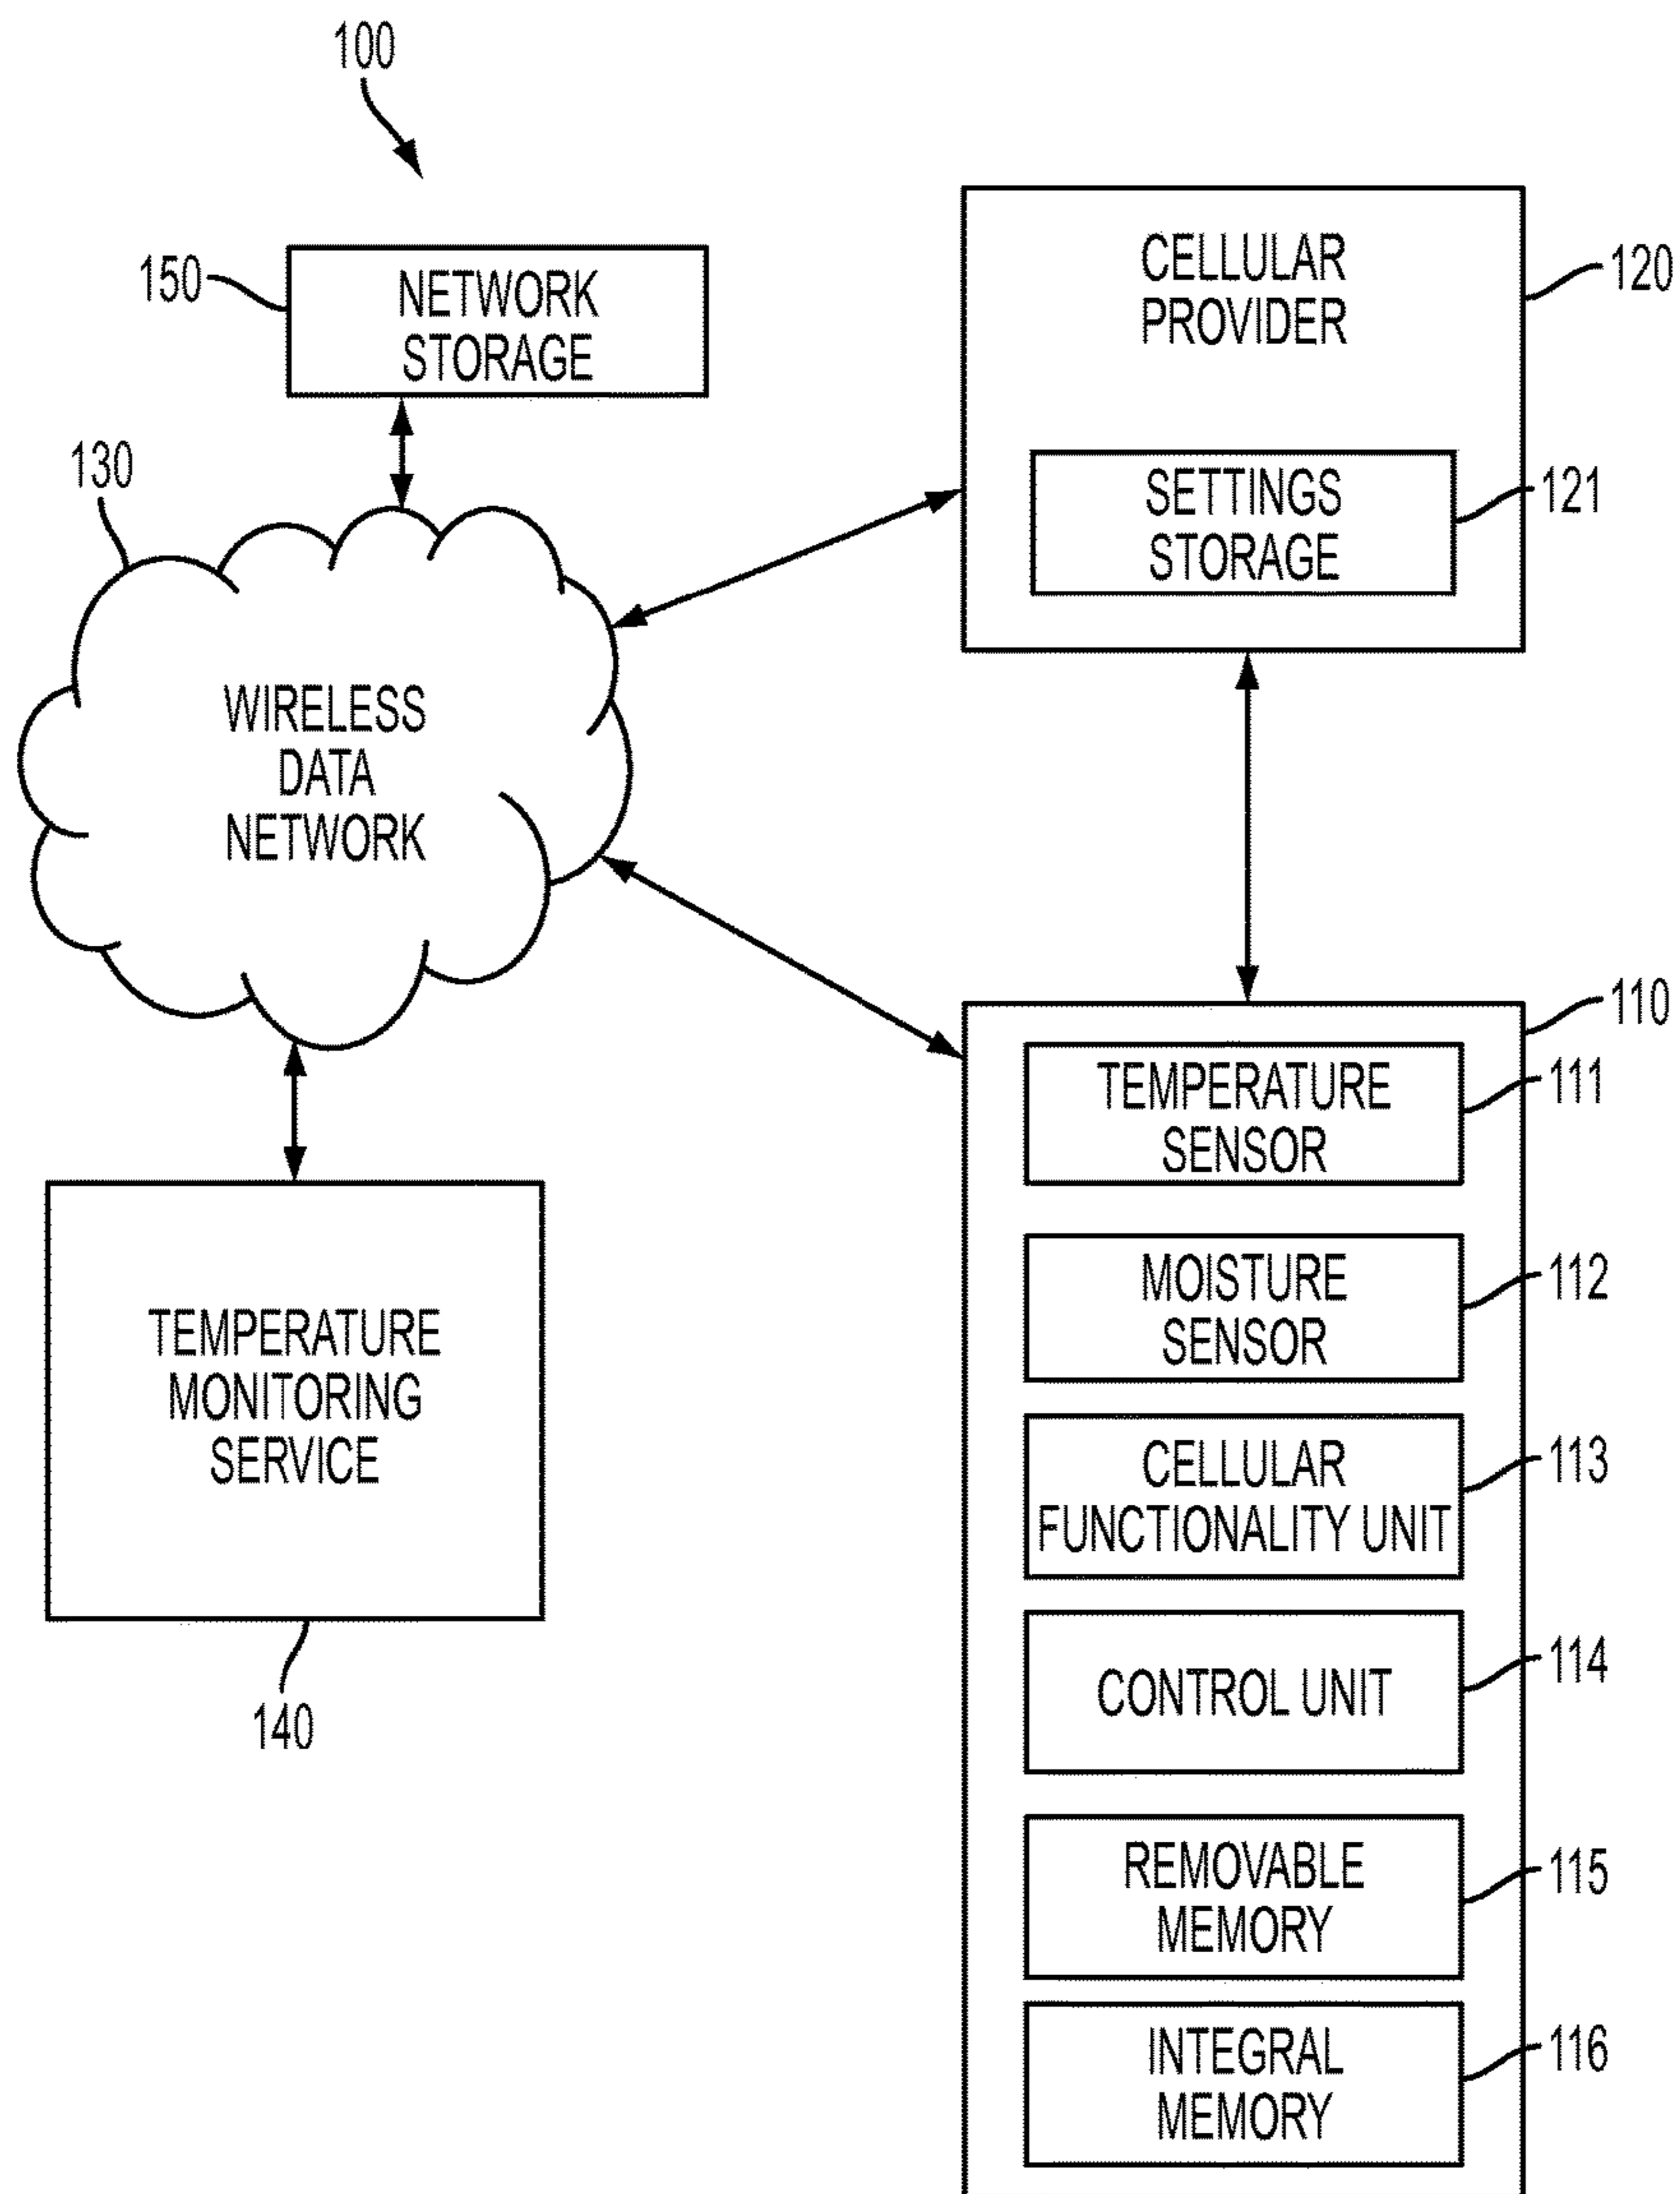 100
150
NETWORK
STORAGE
CELLULAR
PROVIDER
120
SETTINGS
STORAGE
121
130
WIRELESS
DATA
NETWORK
110
TEMPERATURE
SENSOR
111
MOISTURE
SENSOR
112
CELLULAR
FUNCTIONALITY UNIT
113
CONTROL UNIT
114
REMOVABLE
MEMORY
115
INTEGRAL
MEMORY
116
TEMPERATURE
MONITORING
SERVICE
140